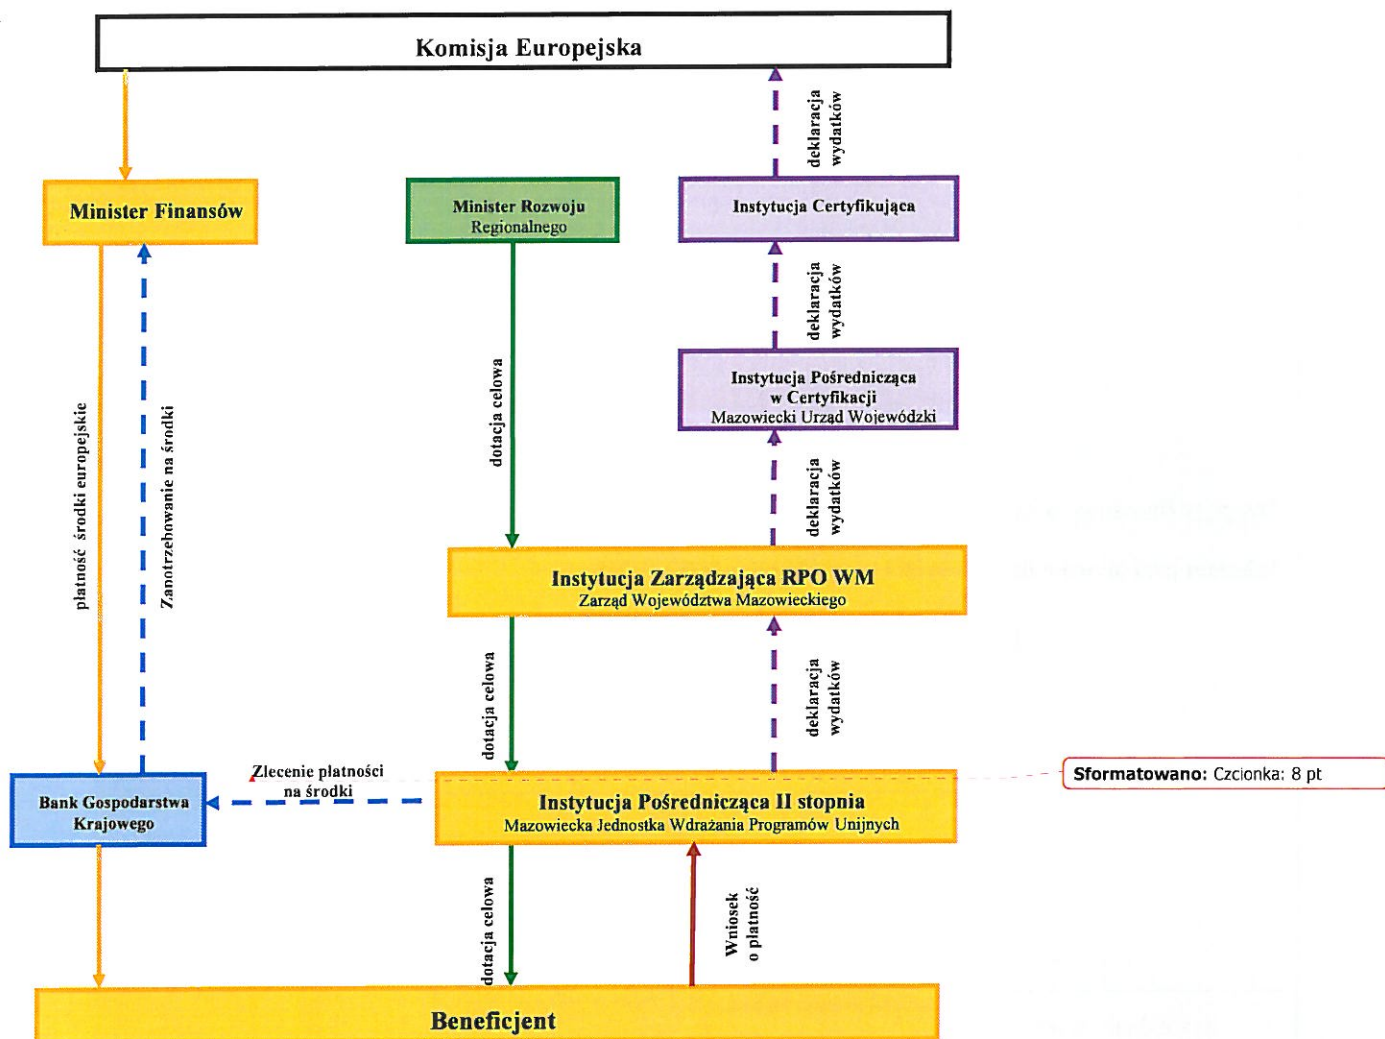 Komisja Europejska
deklaracja
wydatków
Minister Finansów
Minister Rozwoju
Regionalnego
Instytucja Certyfikująca
deklaracja
wydatków
Instytucja Pośrednicząca
w Certyfikacji
Mazowiecki Urząd Wojewódzki
płatność środki europejskie
Zanotrzebowanie na środki
dotacja celowa
deklaracja
wydatków
Instytucja Zarządzająca RPO WM
Zarząd Województwa Mazowieckiego
dotacja celowa
deklaracja
wydatków
Zlecenie płatności
na środki
Sformatowano: Czcionka: 8 pt
Bank Gospodarstwa
Krajowego
Instytucja Pośrednicząca II stopnia
Mazowiecka Jednostka Wdrażania Programów Unijnych
dotacja celowa
Wniosek
o płatność
Beneficjent